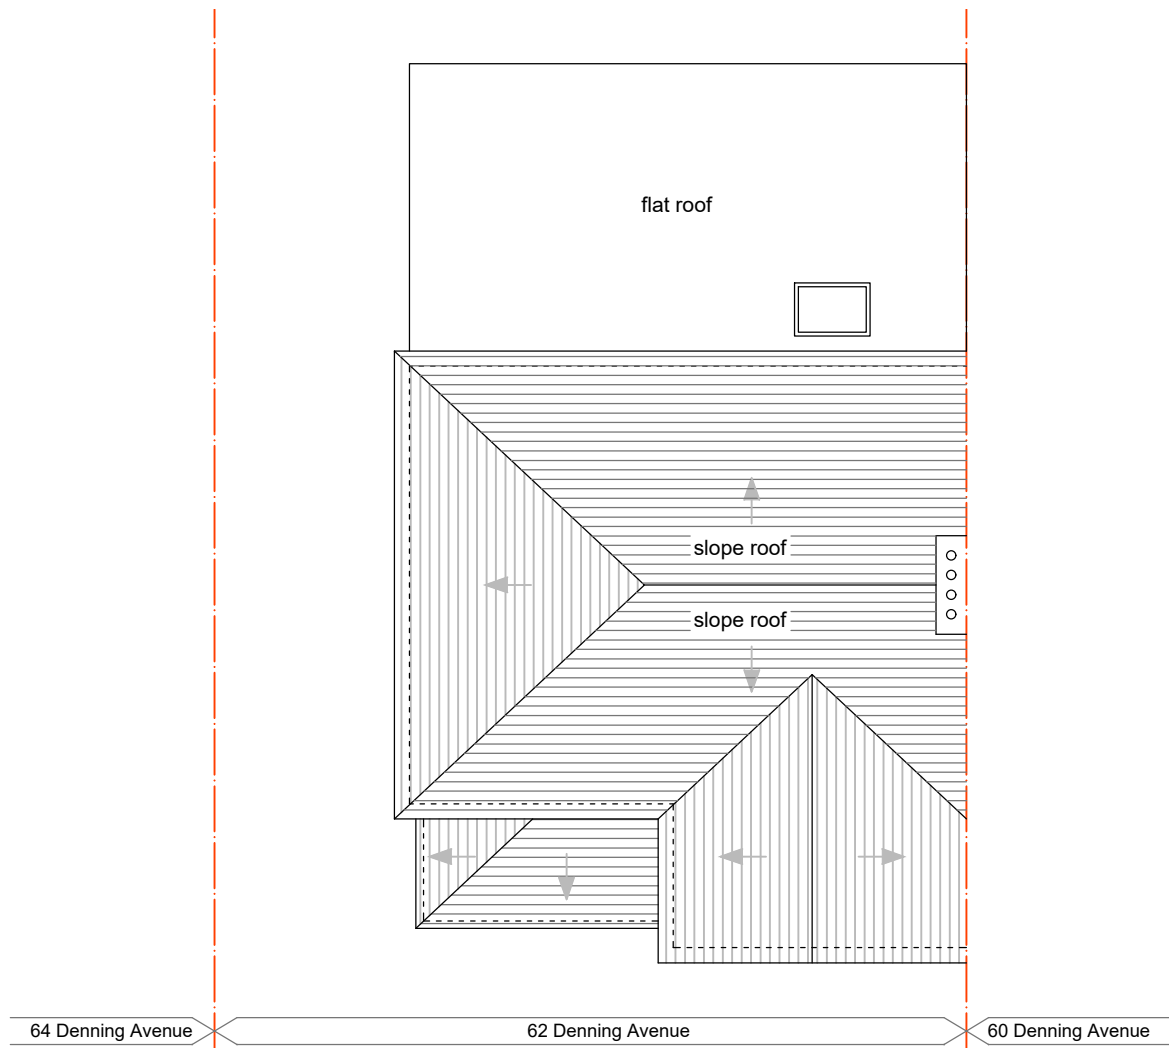 flat roof
slope roof
slope roof
64 Denning Avenue
62 Denning Avenue
60 Denning Avenue